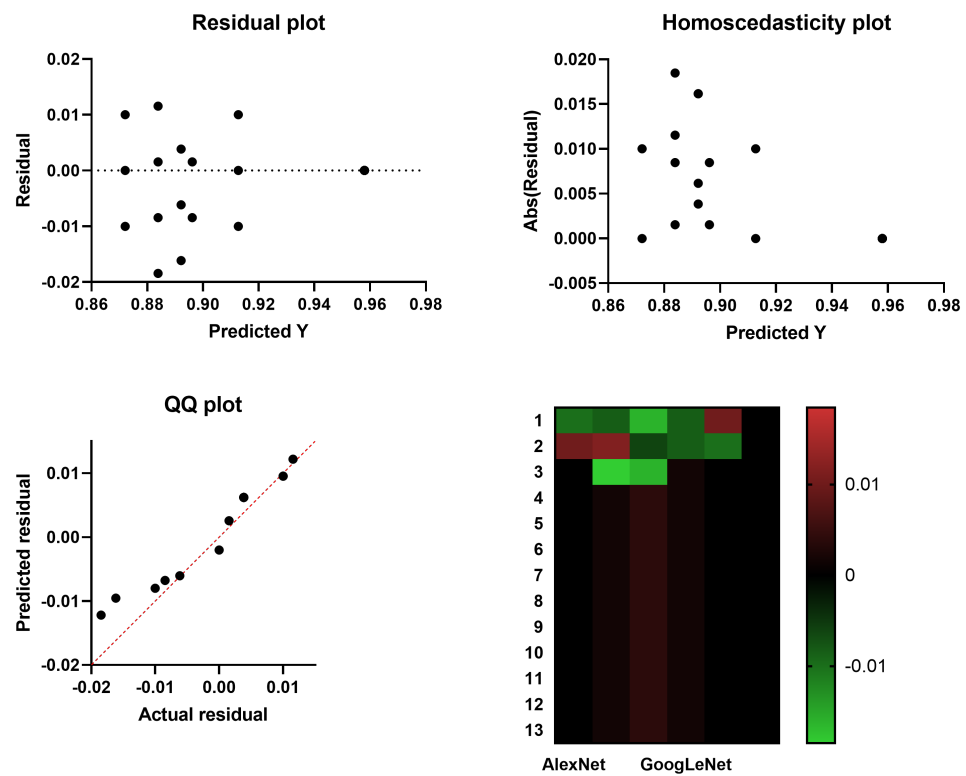 Residual plot
Residual
0.02
0.01
0.00
-0.01
-0.02
0.86 0.88 0.90 0.92 0.94 0.96 0.98
Predicted Y
Homoscedasticity plot
Abs(Residual)
0.020
0.015
0.010
0.005
0.000
-0.005
0.86 0.88 0.90 0.92 0.94 0.96 0.98
Predicted Y
QQ plot
Predicted residual
0.01
0.00
-0.01
-0.02
-0.02 -0.01 0.00 0.01
Actual residual
1
2
3
4
5
6
7
8
9
10
11
12
13
AlexNet GoogLeNet
0.01
0
-0.01